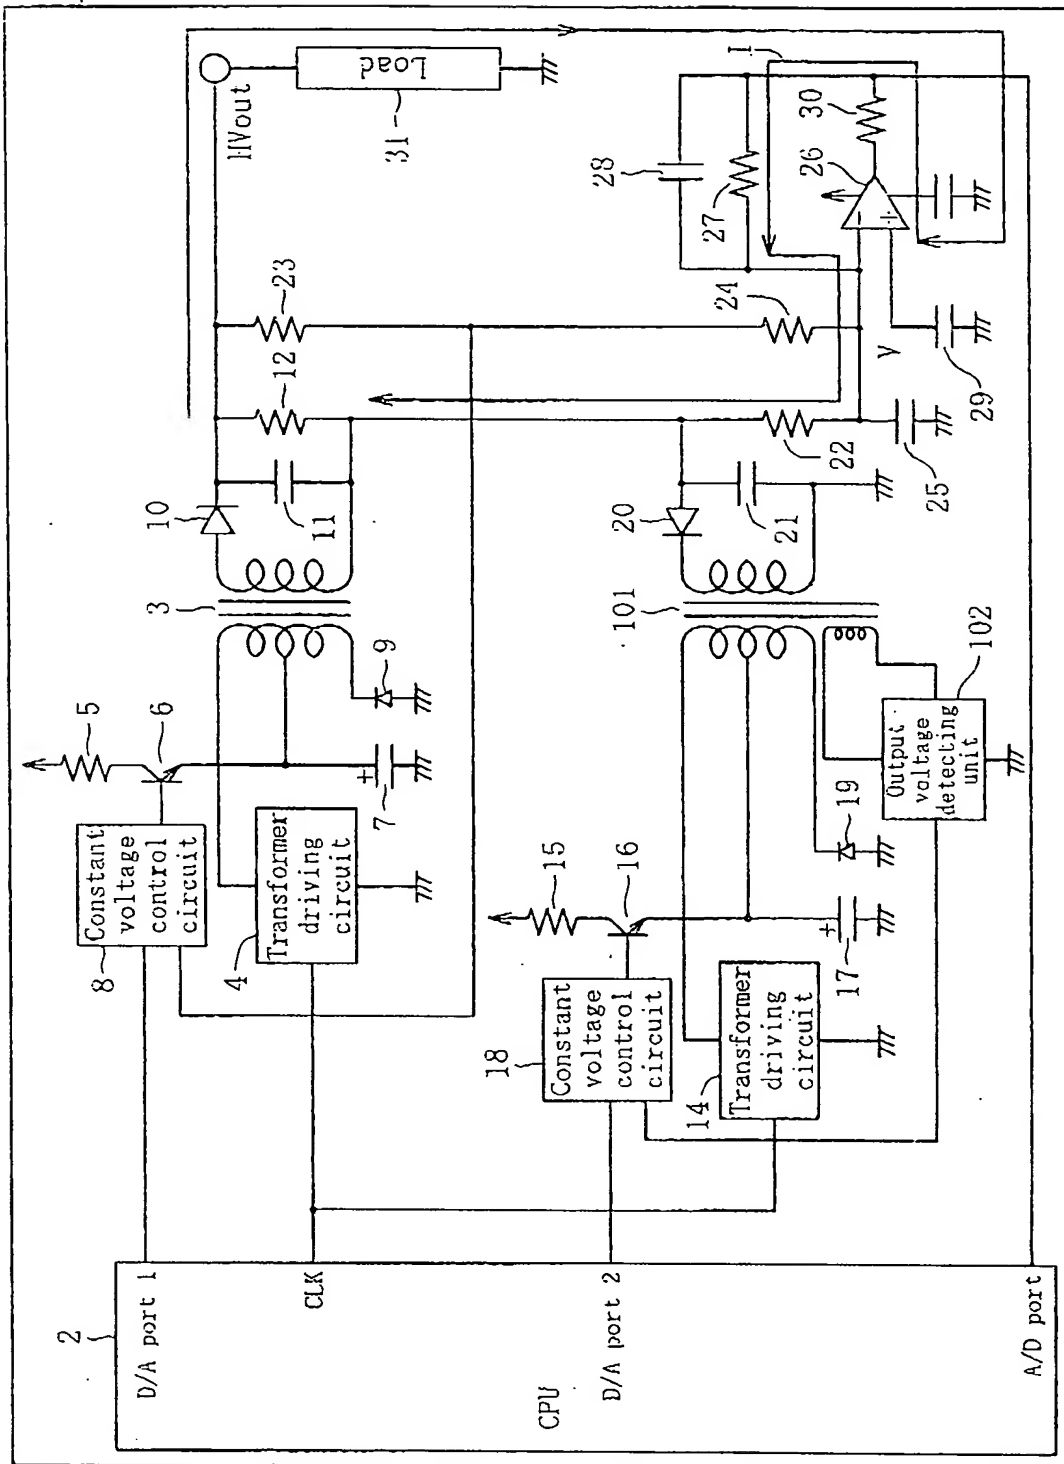 2
D/A port 1
CLK
CPU
D/A port 2
A/D port
8
Constant
voltage
control
circuit
5
6
4
Transformer
driving
circuit
7
+
9
3
10
11
12
23
HVout
Load
31
18
Constant
voltage
control
circuit
15
16
14
Transformer
driving
circuit
17
+
19
101
102
Output
voltage
detecting
unit
20
21
22
24
25
V
29
28
27
26
−
+
30
I